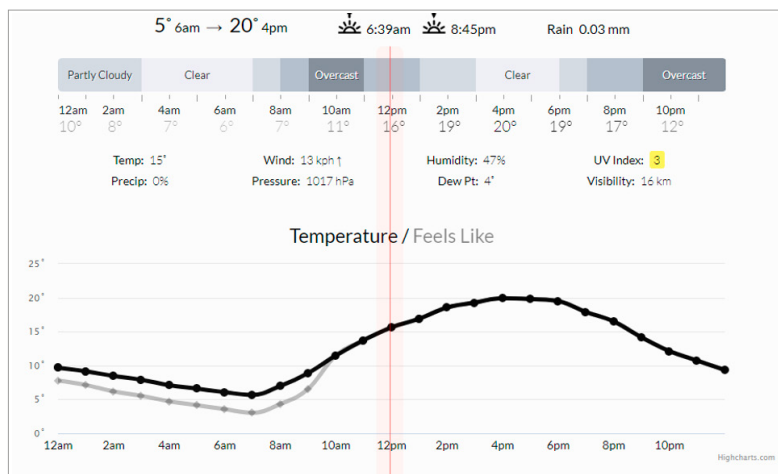 5° 6am → 20° 4pm 6:39am 8:45pm Rain 0.03 mm
Partly Cloudy Clear Overcast Clear Overcast
12am 2am 4am 6am 8am 10am 12pm 2pm 4pm 6pm 8pm 10pm
10° 8° 7° 6° 7° 11° 16° 19° 20° 19° 17° 12°
Temp: 15° Wind: 13 kph ↑ Humidity: 47% UV Index: 3
Precip: 0% Pressure: 1017 hPa Dew Pt: 4° Visibility: 16 km
Temperature / Feels Like
25°
20°
15°
10°
5°
0°
12am 2am 4am 6am 8am 10am 12pm 2pm 4pm 6pm 8pm 10pm
Highcharts.com